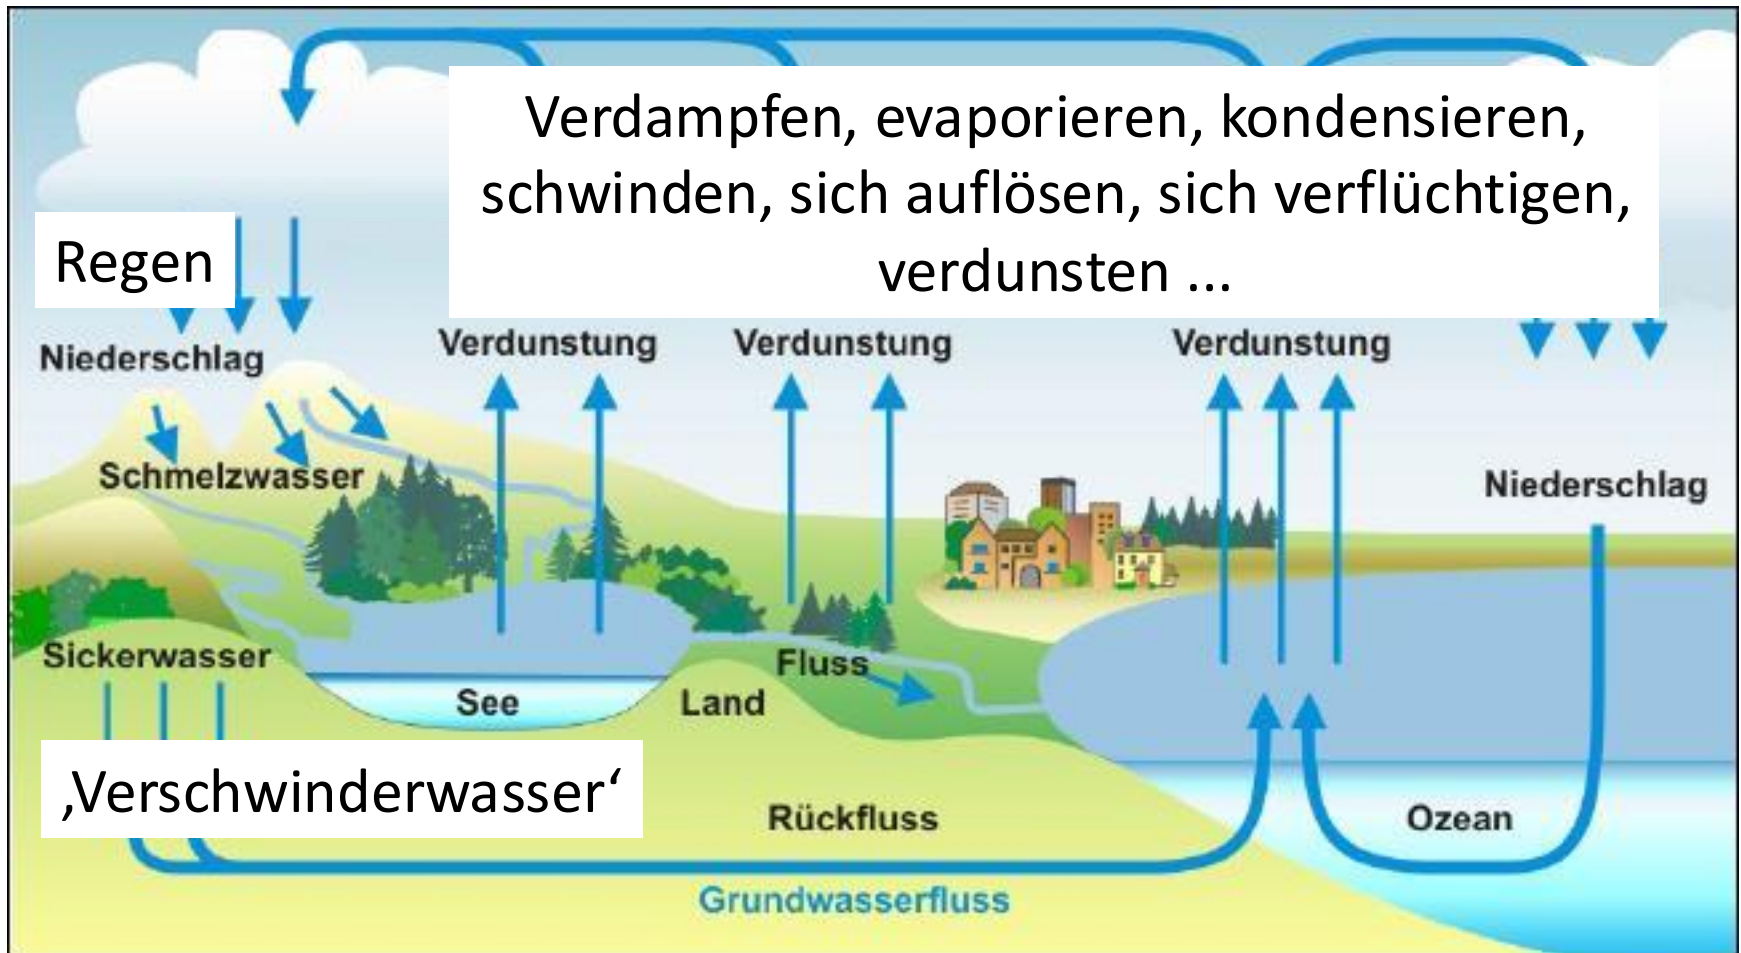 Verdampfen, evaporieren, kondensieren,
schwinden, sich auflösen, sich verflüchtigen,
verdunsten ...
Regen
Niederschlag
Verdunstung
Verdunstung
Verdunstung
Schmelzwasser
Niederschlag
Sickerwasser
See
Land
Fluss
‚Verschwinderwasser‘
Rückfluss
Ozean
Grundwasserfluss